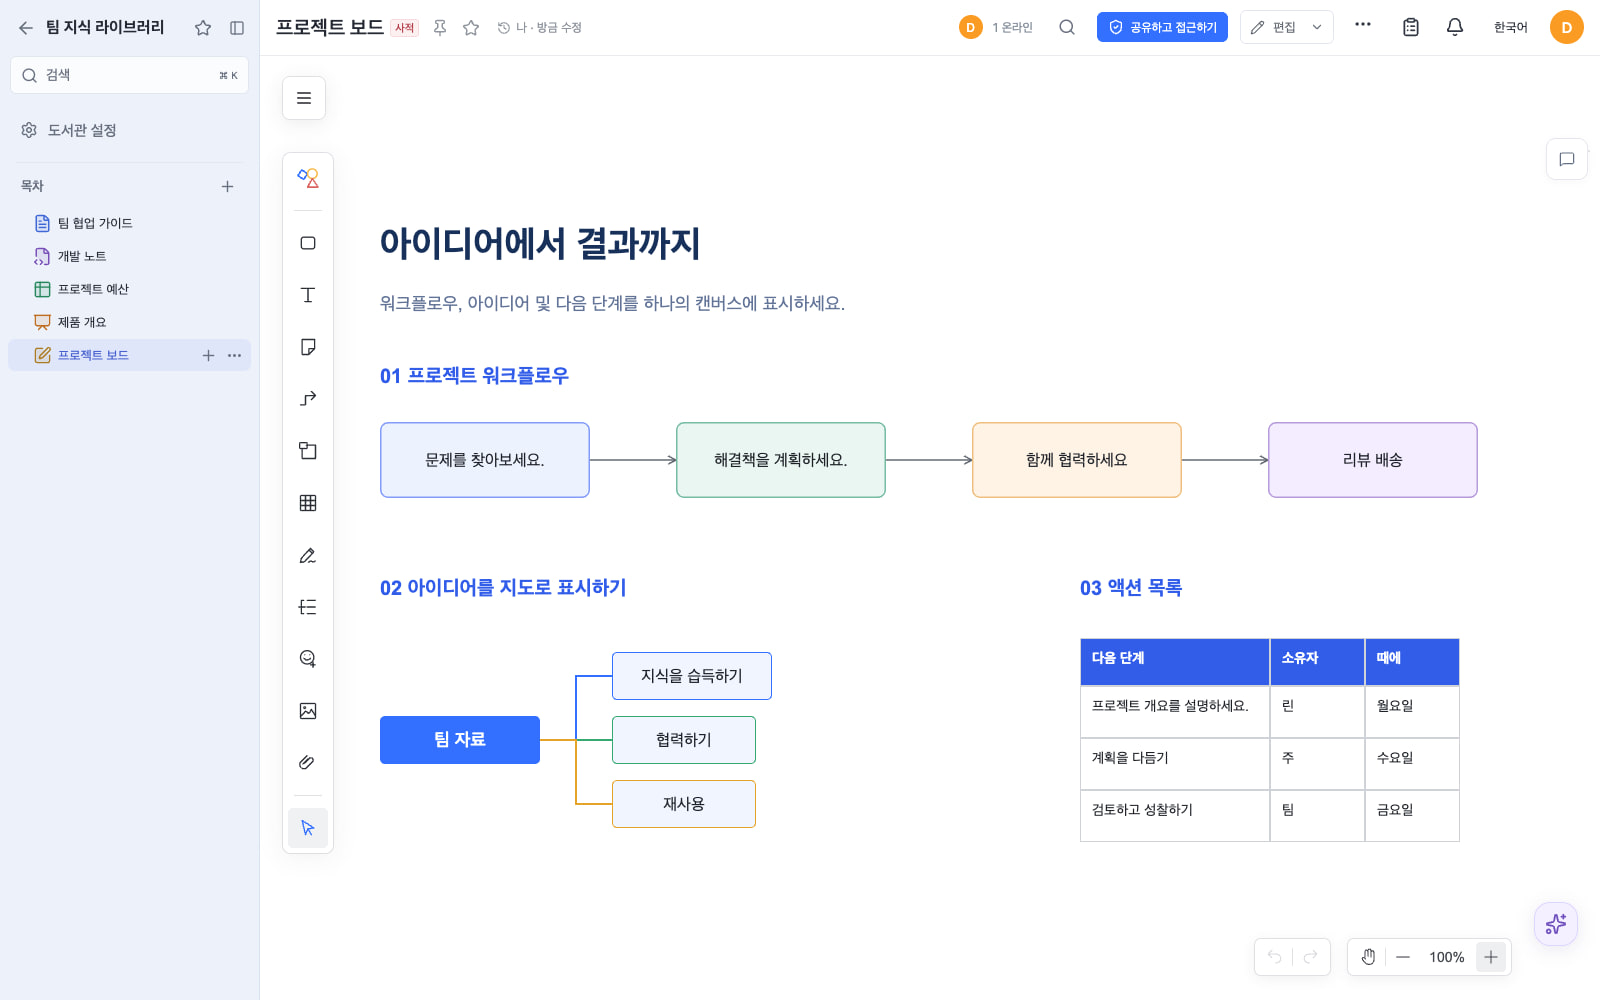 팀 지식 라이브러리
검색
⌘ K
도서관 설정
목차
팀 협업 가이드
개발 노트
프로젝트 예산
제품 개요
프로젝트 보드
프로젝트 보드
사적
나 · 방금 수정
D
1 온라인
공유하고 접근하기
편집
한국어
D
아이디어에서 결과까지
워크플로우, 아이디어 및 다음 단계를 하나의 캔버스에 표시하세요.
01 프로젝트 워크플로우
문제를 찾아보세요.
해결책을 계획하세요.
함께 협력하세요
리뷰 배송
02 아이디어를 지도로 표시하기
팀 자료
지식을 습득하기
협력하기
재사용
03 액션 목록
다음 단계 소유자 때에
프로젝트 개요를 설명하세요. 린 월요일
계획을 다듬기 주 수요일
검토하고 성찰하기 팀 금요일
100%